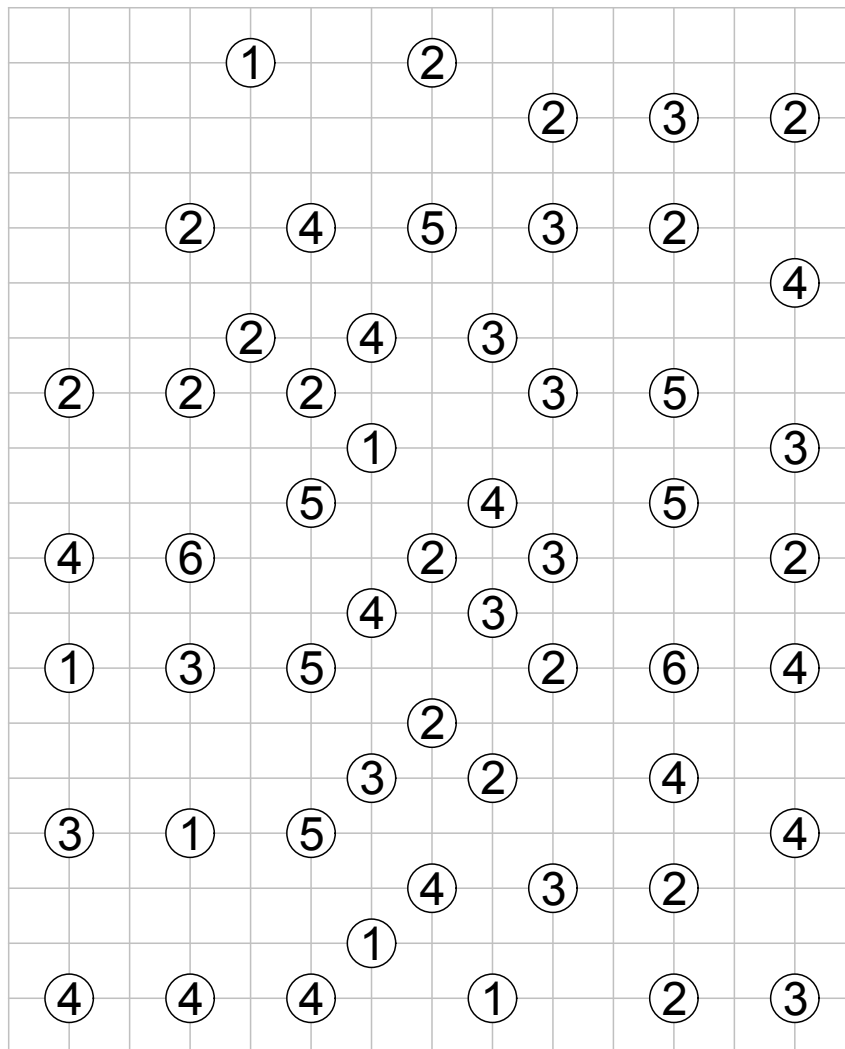 1 2
2 3 2
2 4 5 3 2
4
2 4 3
2 2 2 3 5
1 3
5 4 5
4 6 2 3 2
4 3
1 3 5 2 6 4
2
3 2 4
3 1 5 4
4 3 2
1
4 4 4 1 2 3